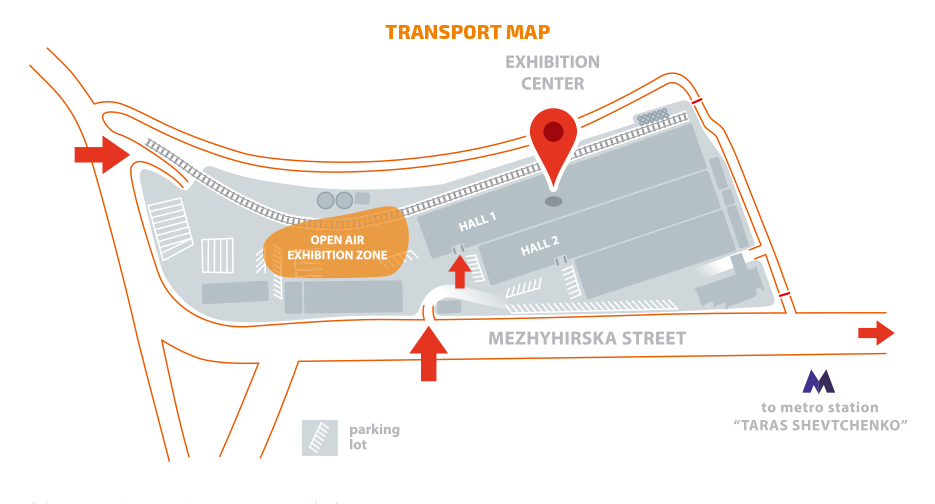 TRANSPORT MAP
EXHIBITION
CENTER
HALL 1
HALL 2
OPEN AIR
EXHIBITION ZONE
MEZHYHIRSKA STREET
to metro station
"TARAS SHEVTCHENKO"
parking
lot